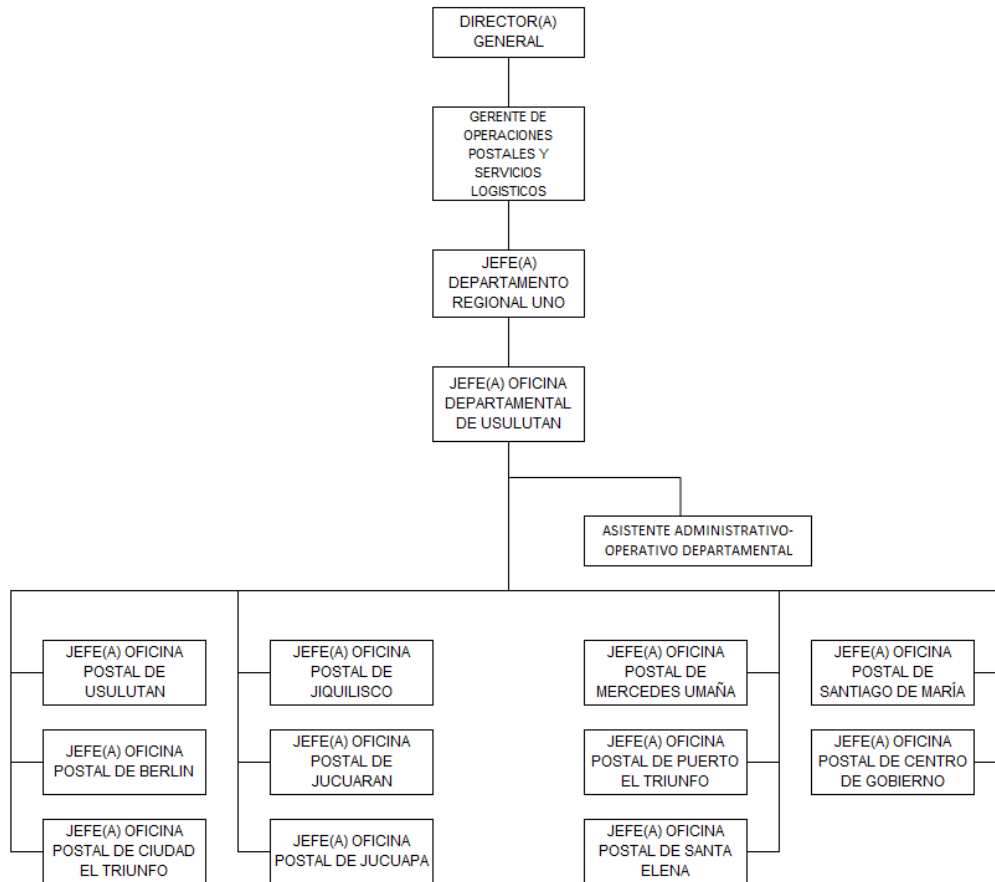 DIRECTOR(A)
GENERAL
GERENTE DE
OPERACIONES
POSTALES Y
SERVICIOS
LOGISTICOS
JEFE(A)
DEPARTAMENTO
REGIONAL UNO
JEFE(A) OFICINA
DEPARTAMENTAL
DE USULUTAN
ASISTENTE ADMINISTRATIVO-
OPERATIVO DEPARTAMENTAL
JEFE(A) OFICINA
POSTAL DE
USULUTAN
JEFE(A) OFICINA
POSTAL DE
JIQUILISCO
JEFE(A) OFICINA
POSTAL DE
MERCEDES UMAÑA
JEFE(A) OFICINA
POSTAL DE
SANTIAGO DE MARÍA
JEFE(A) OFICINA
POSTAL DE BERLIN
JEFE(A) OFICINA
POSTAL DE
JUCUARAN
JEFE(A) OFICINA
POSTAL DE PUERTO
EL TRIUNFO
JEFE(A) OFICINA
POSTAL DE CENTRO
DE GOBIERNO
JEFE(A) OFICINA
POSTAL DE CIUDAD
EL TRIUNFO
JEFE(A) OFICINA
POSTAL DE JUCUAPA
JEFE(A) OFICINA
POSTAL DE SANTA
ELENA